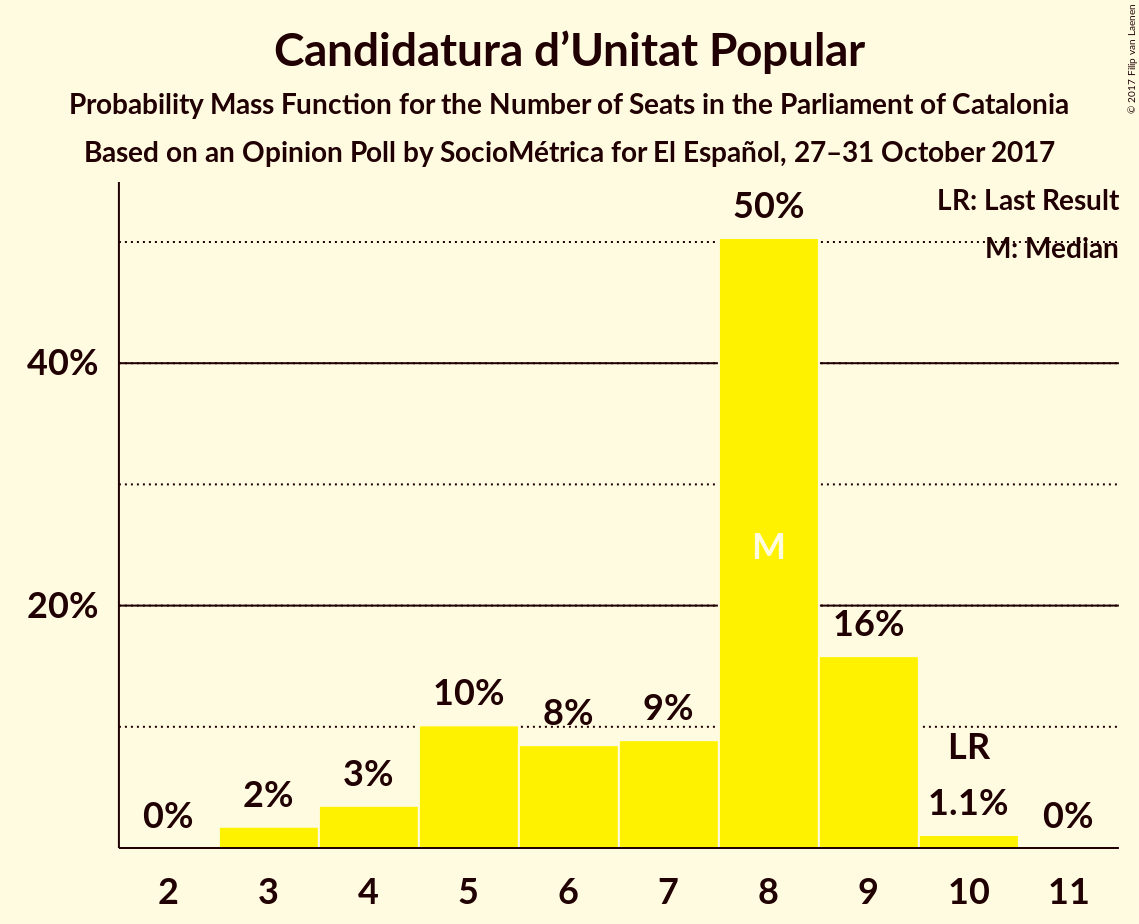 Candidatura d’Unitat Popular
Probability Mass Function for the Number of Seats in the Parliament of Catalonia
Based on an Opinion Poll by SocioMétrica for El Español, 27–31 October 2017
© 2017 Filip van Laenen
LR: Last Result
M: Median
50%
40%
M
20%
16%
10%
8%
9%
LR
3%
2%
1.1%
0%
0%
2 3 4 5 6 7 8 9 10 11